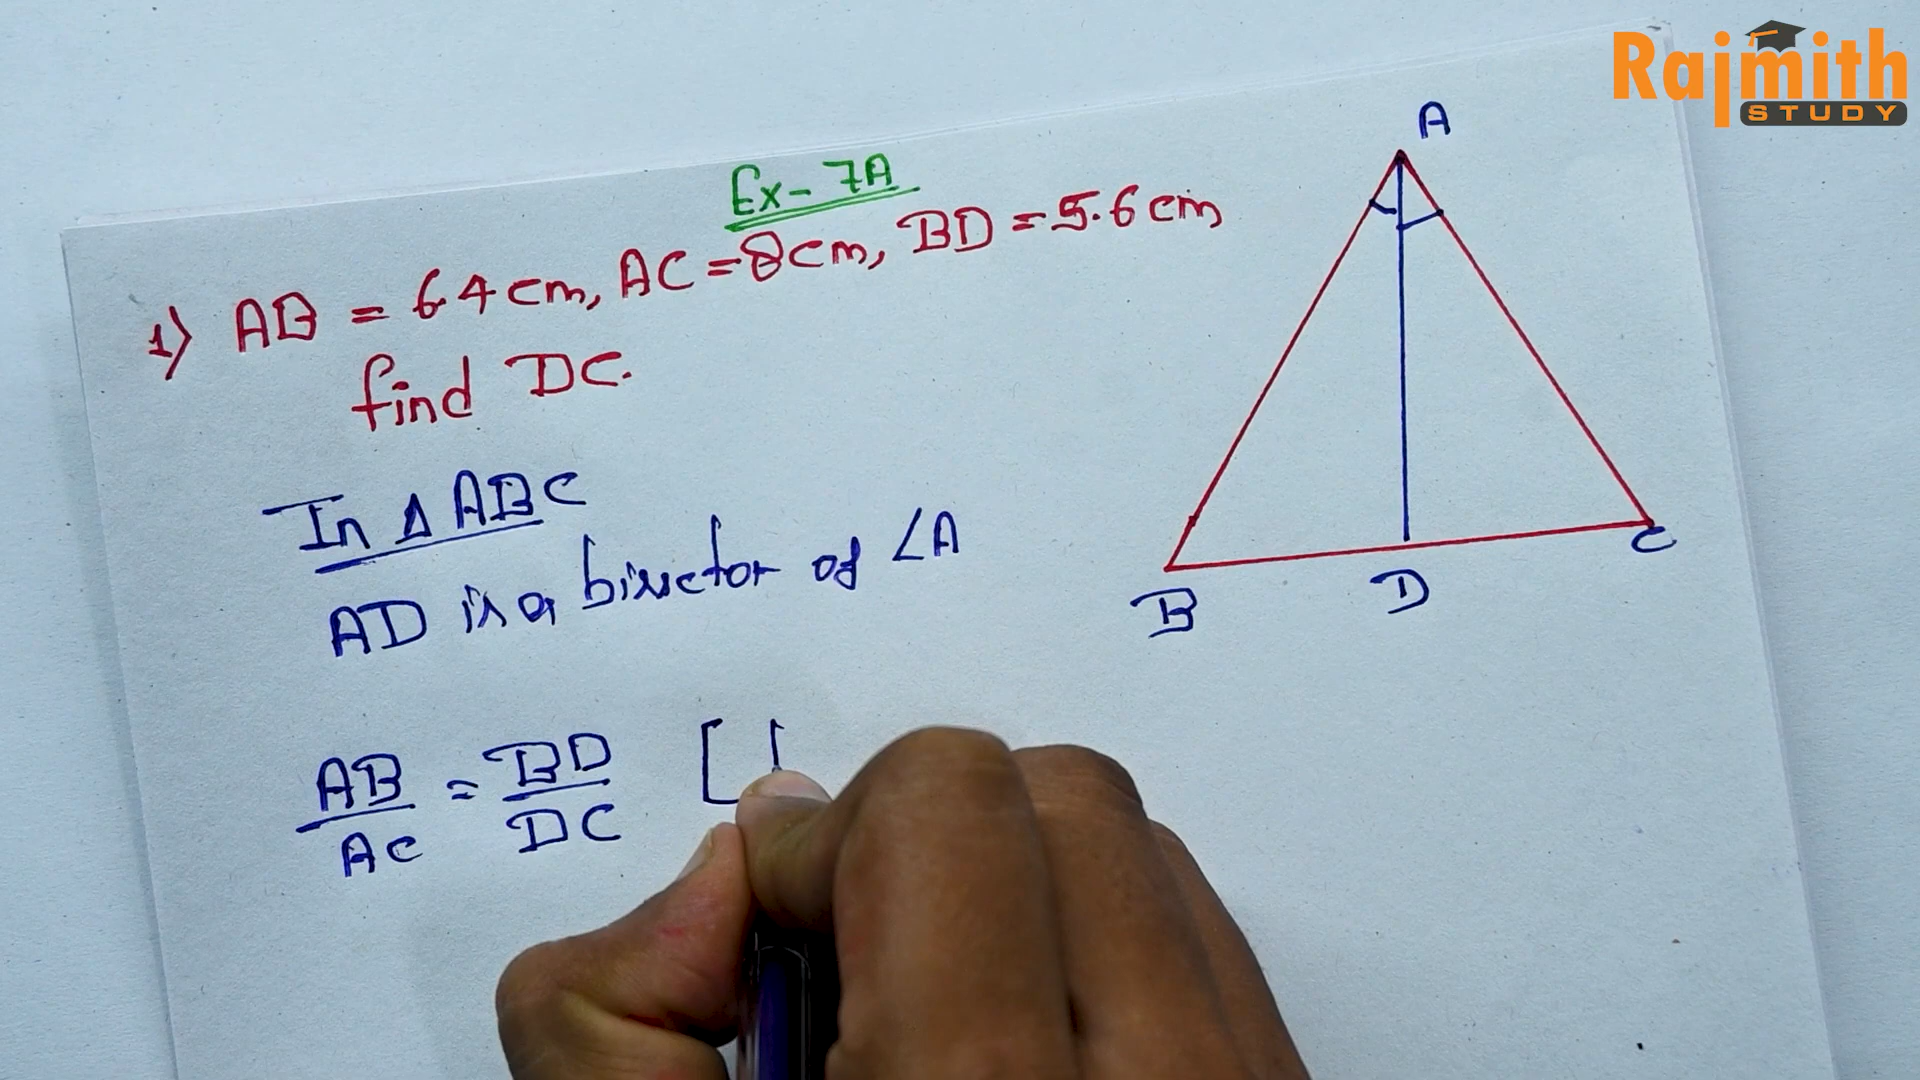 Rajmith
STUDY
Ex - 7A
1) AB = 6.4 cm, AC = 8 cm, BD = 5.6 cm
find DC.
In Δ ABC
AD is a bisector of ∠A
AB/AC = BD/DC [
A
B
D
C